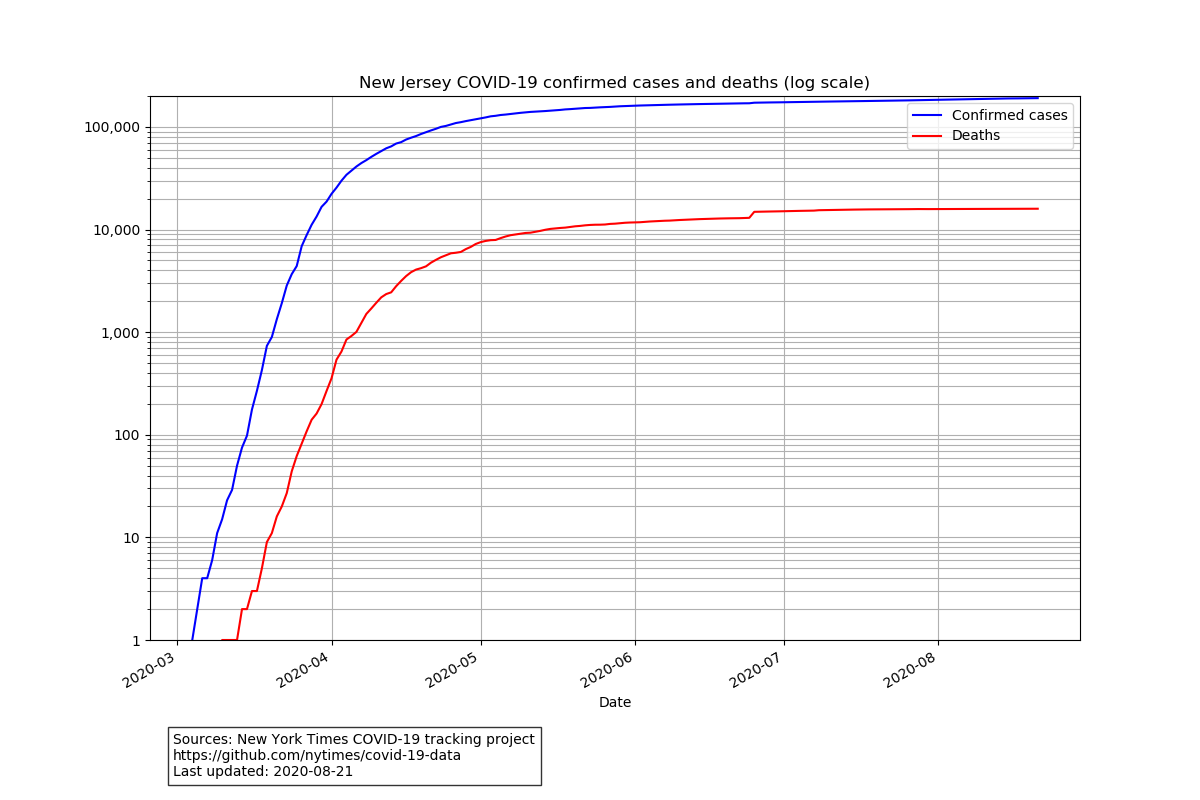 New Jersey COVID-19 confirmed cases and deaths (log scale)
Confirmed cases
Deaths
100,000
10,000
1,000
100
10
1
2020-03
2020-04
2020-05
2020-06
2020-07
2020-08
Date
Sources: New York Times COVID-19 tracking project
https://github.com/nytimes/covid-19-data
Last updated: 2020-08-21